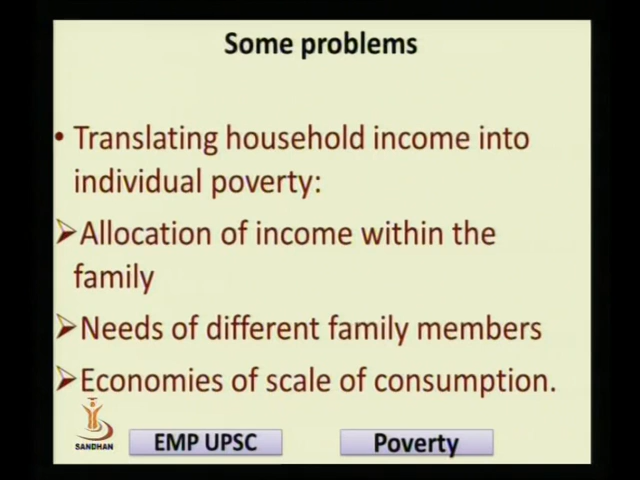 Some problems
• Translating household income into
individual poverty:
➢Allocation of income within the
family
➢Needs of different family members
➢Economies of scale of consumption.
SANDHAN
EMP UPSC
Poverty